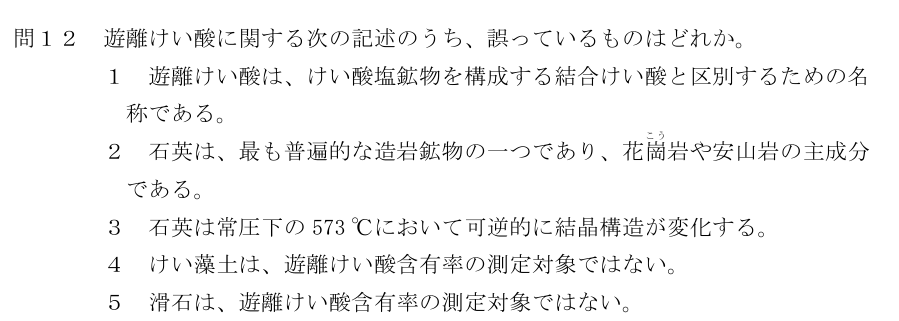 問１２　遊離けい酸に関する次の記述のうち、誤っているものはどれか。
１　遊離けい酸は、けい酸塩鉱物を構成する結合けい酸と区別するための名
称である。
２　石英は、最も普遍的な造岩鉱物の一つであり、花崗岩や安山岩の主成分
こう
である。
３　石英は常圧下の 573 ℃において可逆的に結晶構造が変化する。
４　けい藻土は、遊離けい酸含有率の測定対象ではない。
５　滑石は、遊離けい酸含有率の測定対象ではない。